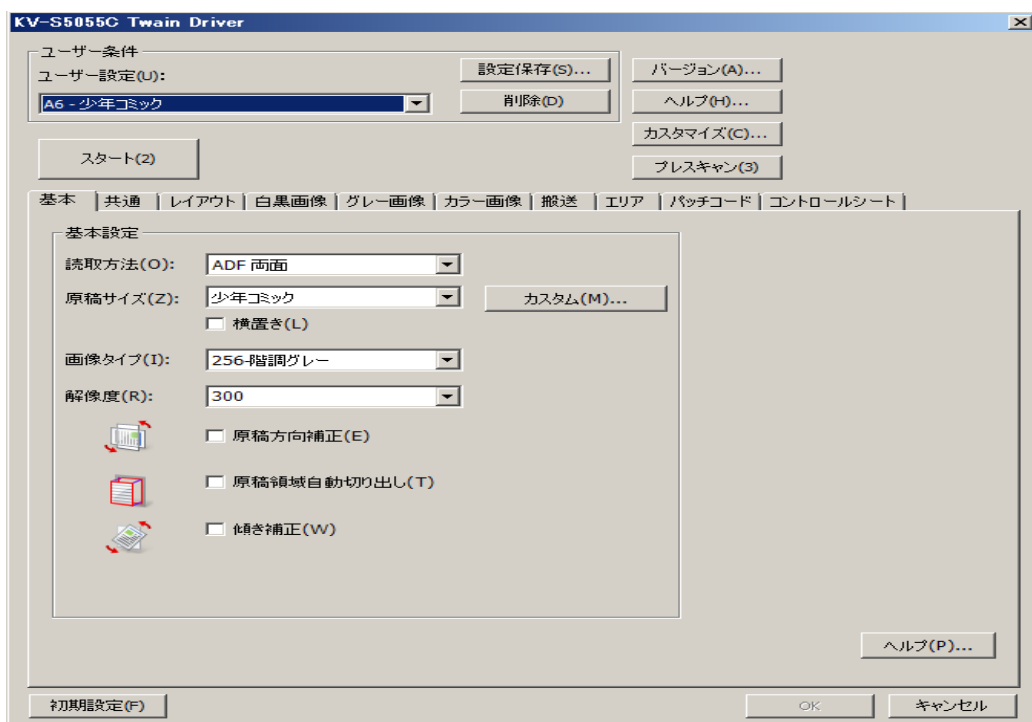 KV-S5055C Twain Driver
ユーザー条件
ユーザー設定(U):
設定保存(S)...
バージョン(A)...
A6 - 少年コミック
削除(D)
ヘルプ(H)...
カスタマイズ(C)...
スタート(2)
プレスキャン(3)
基本 共通 レイアウト 白黒画像 グレー画像 カラー画像 搬送 エリア パッチコード コントロールシート
基本設定
読取方法(O): ADF 両面
原稿サイズ(Z): 少年コミック カスタム(M)...
横置き(L)
画像タイプ(I): 256-階調グレー
解像度(R): 300
原稿方向補正(E)
原稿領域自動切り出し(T)
傾き補正(W)
ヘルプ(P)...
初期設定(F) OK キャンセル